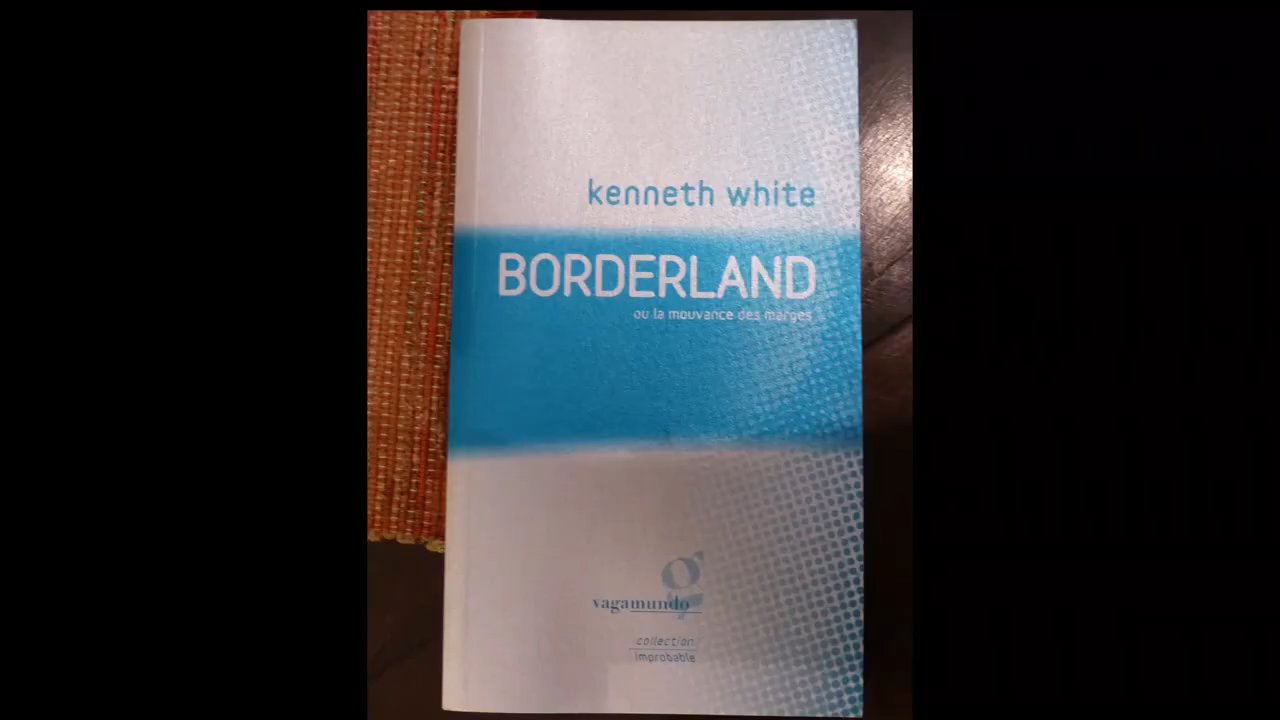 kenneth white
BORDERLAND
ou la mouvance des marges
g
vagamundo
collection
improbable